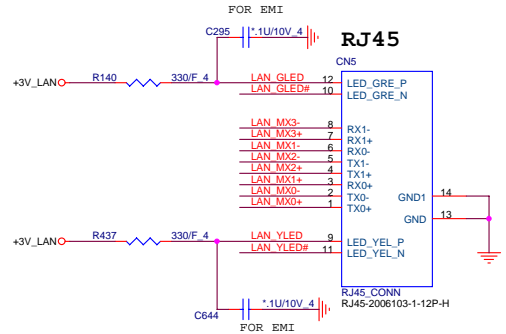 FOR EMI
C295 *.1U/10V_4
RJ45
CN5
+3V_LAN R140 330/F_4 LAN_GLED 12 LED_GRE_P
LAN_GLED# 10 LED_GRE_N
LAN_MX3- 8 RX1-
LAN_MX3+ 7 RX1+
LAN_MX1- 6 RX0-
LAN_MX2- 5 TX1-
LAN_MX2+ 4 TX1+
LAN_MX1+ 3 RX0+
LAN_MX0- 2 TX0-
LAN_MX0+ 1 TX0+
GND1 14
GND 13
+3V_LAN R437 330/F_4 LAN_YLED 9 LED_YEL_P
LAN_YLED# 11 LED_YEL_N
RJ45_CONN
RJ45-2006103-1-12P-H
C644 *.1U/10V_4
FOR EMI